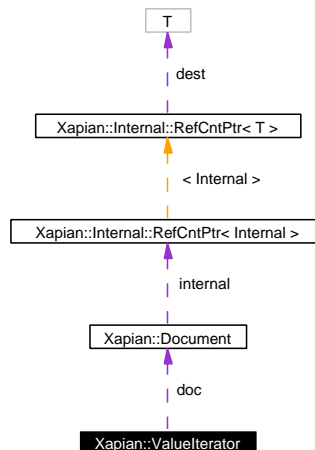 T
dest
Xapian::Internal::RefCntPtr< T >
< Internal >
Xapian::Internal::RefCntPtr< Internal >
internal
Xapian::Document
doc
Xapian::ValueIterator